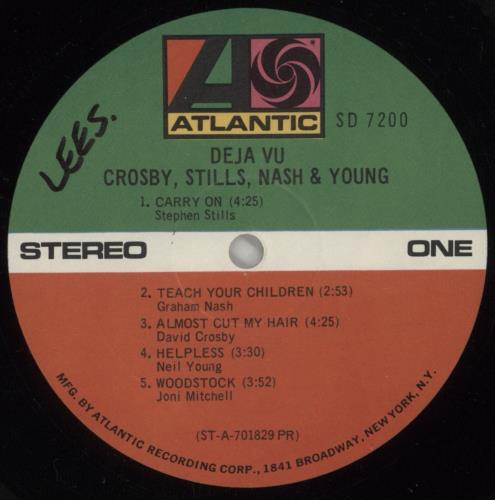 ATLANTIC
SD 7200
LEES.
DEJA VU
CROSBY, STILLS, NASH & YOUNG
1. CARRY ON (4:25)
Stephen Stills
STEREO ONE
2. TEACH YOUR CHILDREN (2:53)
Graham Nash
3. ALMOST CUT MY HAIR (4:25)
David Crosby
4. HELPLESS (3:30)
Neil Young
5. WOODSTOCK (3:52)
Joni Mitchell
(ST-A-701829 PR)
MFG. BY ATLANTIC RECORDING CORP., 1841 BROADWAY, NEW YORK, N.Y.